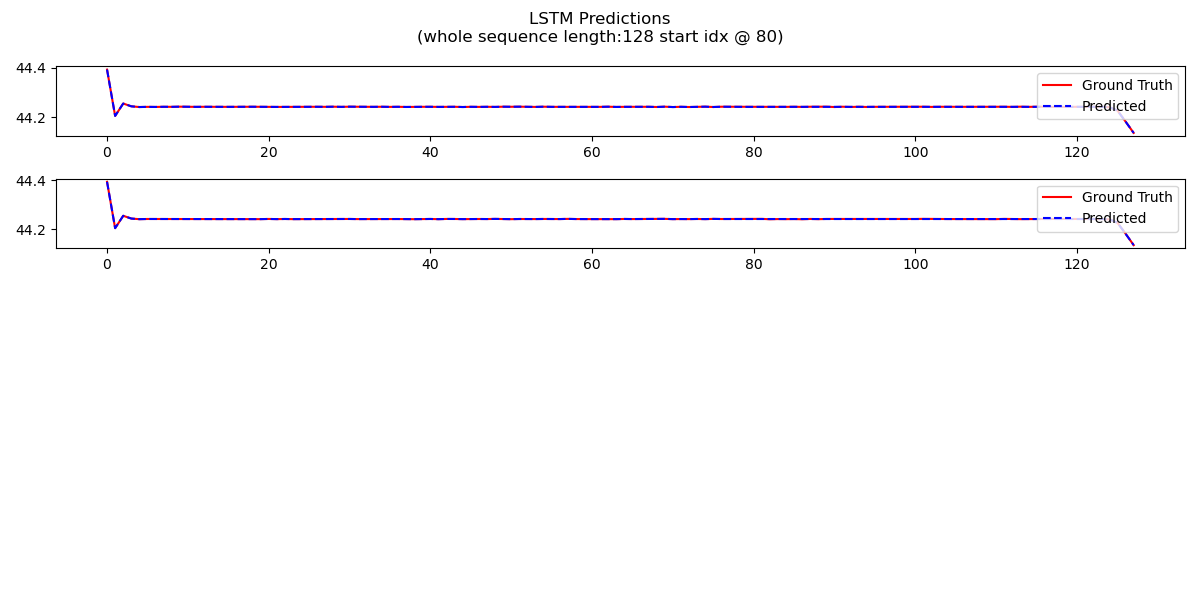 LSTM Predictions
(whole sequence length:128 start idx @ 80)
44.4
44.2
Ground Truth
Predicted
0 20 40 60 80 100 120
44.4
44.2
Ground Truth
Predicted
0 20 40 60 80 100 120